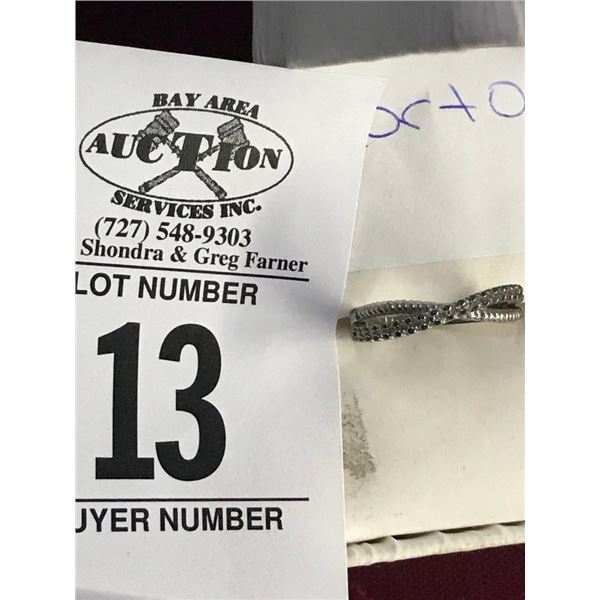 BAY AREA
AUCTION
SERVICES INC.
(727) 548-9303
Shondra & Greg Farner
LOT NUMBER
13
UYER NUMBER